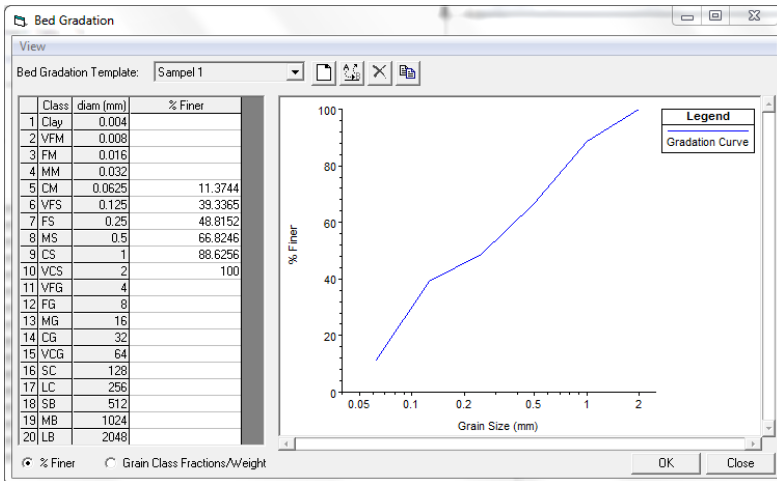 Bed Gradation
View
Bed Gradation Template: Sampel 1
Class diam (mm) % Finer
1 Clay 0.004
2 VFM 0.008
3 FM 0.016
4 MM 0.032
5 CM 0.0625 11.3744
6 VFS 0.125 39.3365
7 FS 0.25 48.8152
8 MS 0.5 66.8246
9 CS 1 88.6256
10 VCS 2 100
11 VFG 4
12 FG 8
13 MG 16
14 CG 32
15 VCG 64
16 SC 128
17 LC 256
18 SB 512
19 MB 1024
20 LB 2048
% Finer
100
80
60
40
20
0
0.05 0.1 0.2 0.5 1 2
Grain Size (mm)
Legend
Gradation Curve
% Finer Grain Class Fractions/Weight OK Close